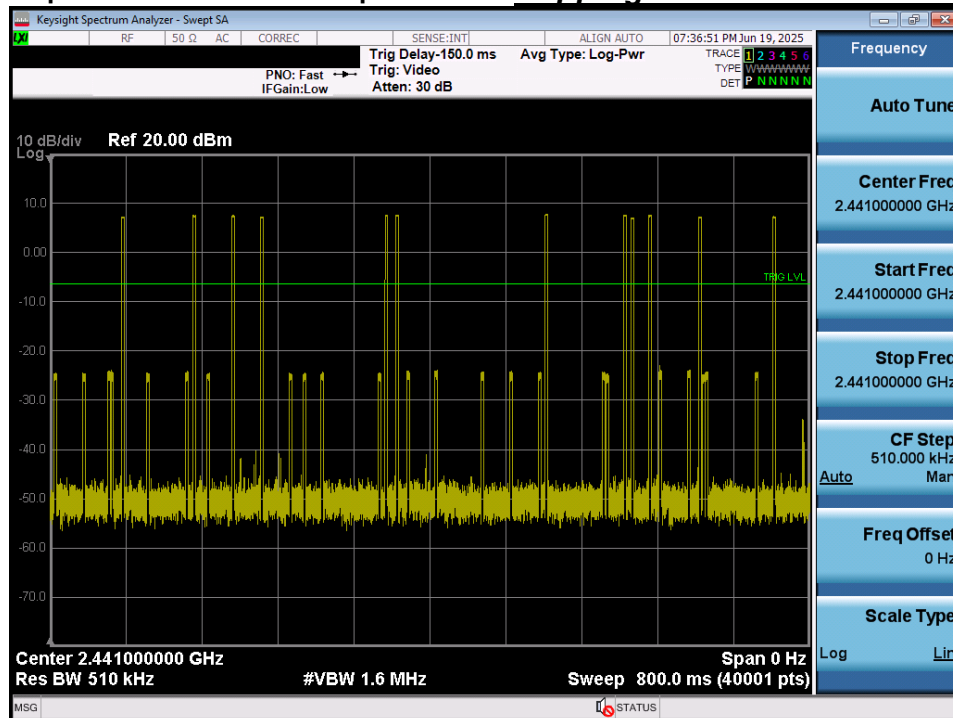 Keysight Spectrum Analyzer - Swept SA
LXI RF 50 Ω AC CORREC SENSE:INT ALIGN AUTO 07:36:51 PM Jun 19, 2025
Trig Delay-150.0 ms Avg Type: Log-Pwr TRACE 1 2 3 4 5 6
PNO: Fast Trig: Video TYPE WWWWWWW
IFGain:Low Atten: 30 dB DET P N N N N N
10 dB/div Ref 20.00 dBm
Log
10.0
0.00
TRIG LVL
-10.0
-20.0
-30.0
-40.0
-50.0
-60.0
-70.0
Center 2.441000000 GHz Span 0 Hz
Res BW 510 kHz #VBW 1.6 MHz Sweep 800.0 ms (40001 pts)
MSG STATUS
Frequency
Auto Tune
Center Freq
2.441000000 GHz
Start Freq
2.441000000 GHz
Stop Freq
2.441000000 GHz
CF Step
510.000 kHz
Auto Man
Freq Offset
0 Hz
Scale Type
Log Lin